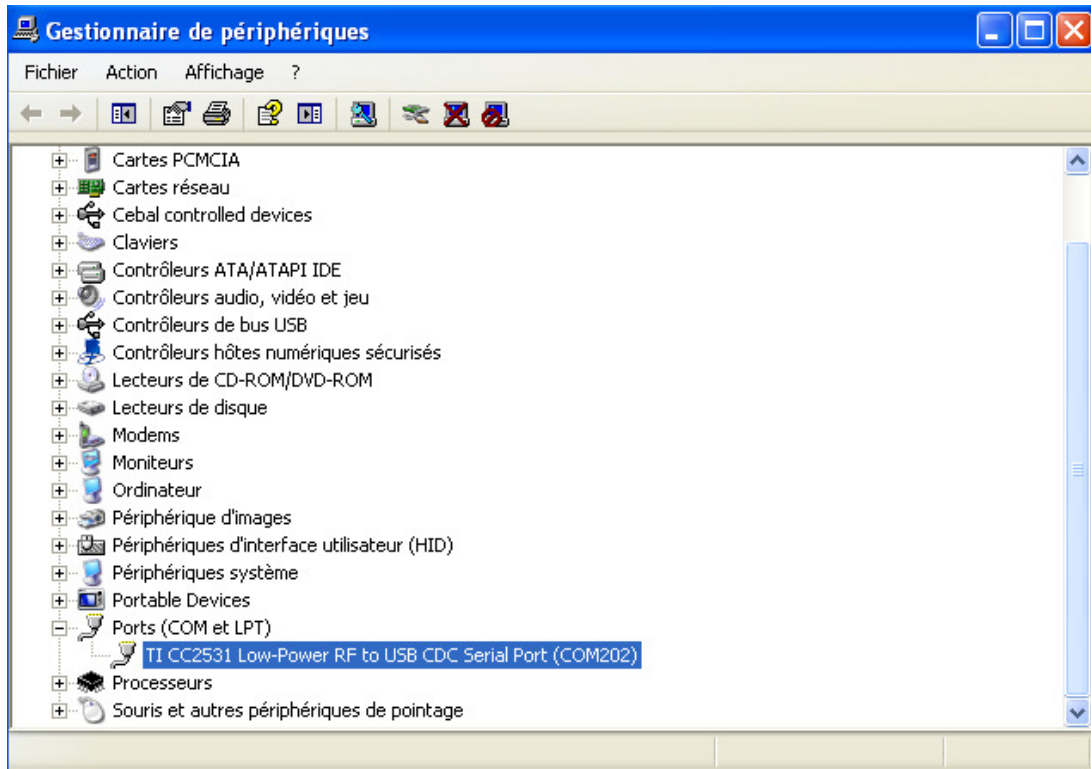 Gestionnaire de périphériques
Fichier Action Affichage ?
Cartes PCMCIA
Cartes réseau
Cebal controlled devices
Claviers
Contrôleurs ATA/ATAPI IDE
Contrôleurs audio, vidéo et jeu
Contrôleurs de bus USB
Contrôleurs hôtes numériques sécurisés
Lecteurs de CD-ROM/DVD-ROM
Lecteurs de disque
Modems
Moniteurs
Ordinateur
Périphérique d'images
Périphériques d'interface utilisateur (HID)
Périphériques système
Portable Devices
Ports (COM et LPT)
TI CC2531 Low-Power RF to USB CDC Serial Port (COM202)
Processeurs
Souris et autres périphériques de pointage